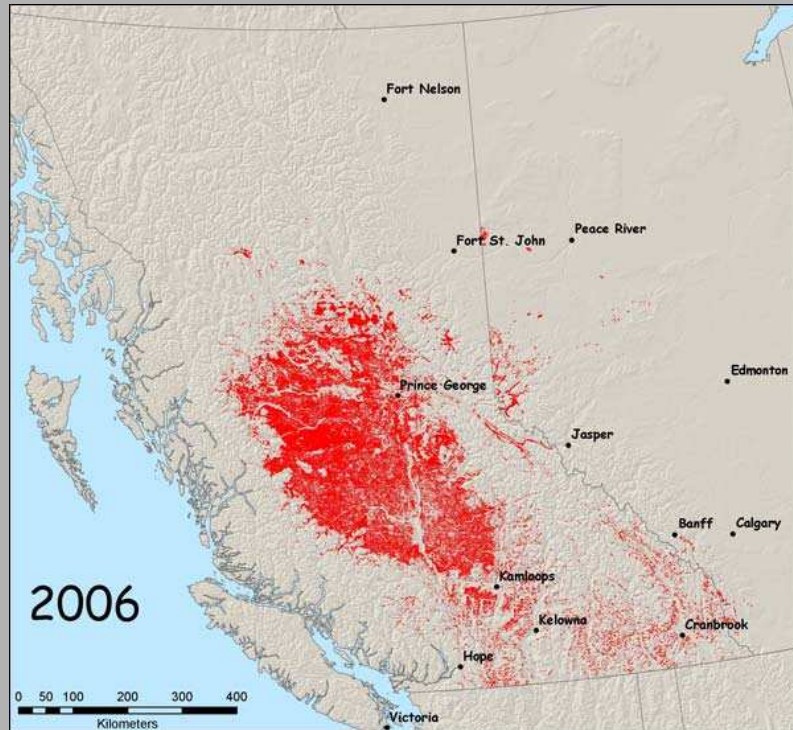 Fort Nelson
Peace River
Fort St. John
Edmonton
Prince George
Jasper
Banff
Calgary
Kamloops
2006
Kelowna
Cranbrook
Hope
0 50 100 200 300 400
Kilometers
Victoria